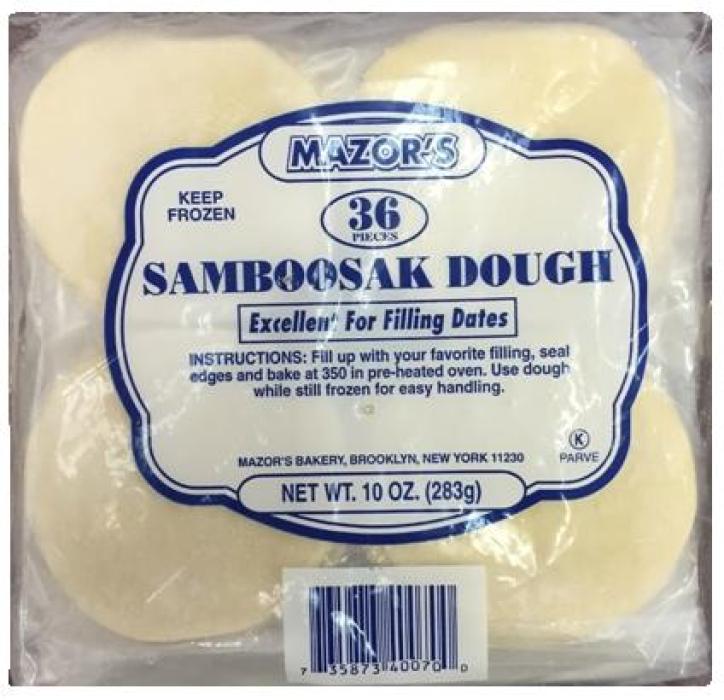 MAZOR'S
KEEP
FROZEN
36
PIECES
SAMBOOSAK DOUGH
Excellent For Filling Dates
INSTRUCTIONS: Fill up with your favorite filling, seal
edges and bake at 350 in pre-heated oven. Use dough
while still frozen for easy handling.
K
PARVE
MAZOR'S BAKERY, BROOKLYN, NEW YORK 11230
NET WT. 10 OZ. (283g)
7 35873 40070 0